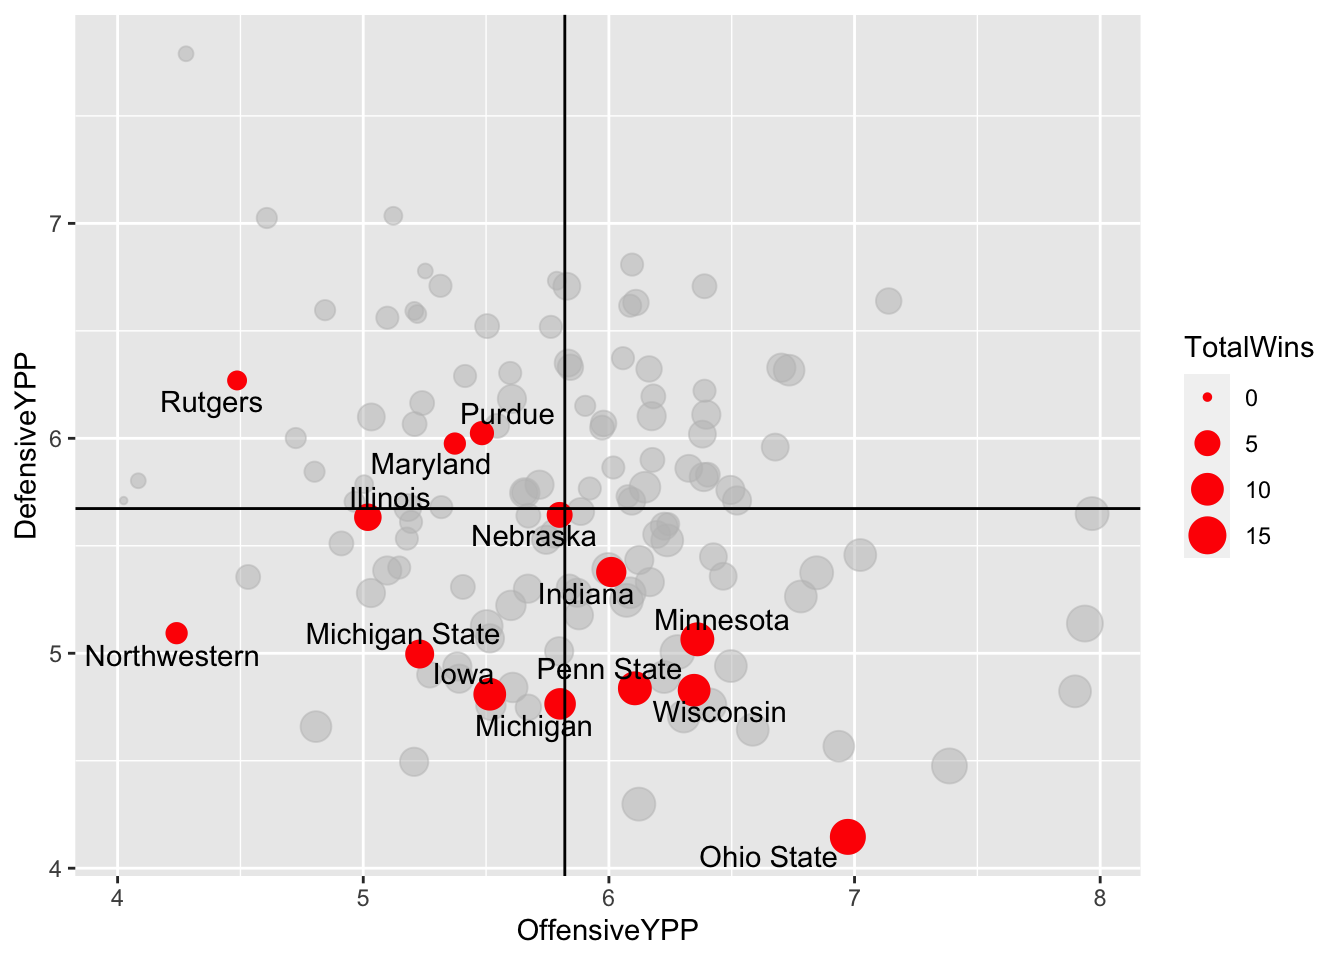 7
6
5
4
DefensiveYPP
Rutgers
Purdue
Maryland
Illinois
Nebraska
Indiana
Minnesota
Michigan State
Northwestern
Penn State
Iowa
Wisconsin
Michigan
Ohio State
4 5 6 7 8
OffensiveYPP
TotalWins
0
5
10
15